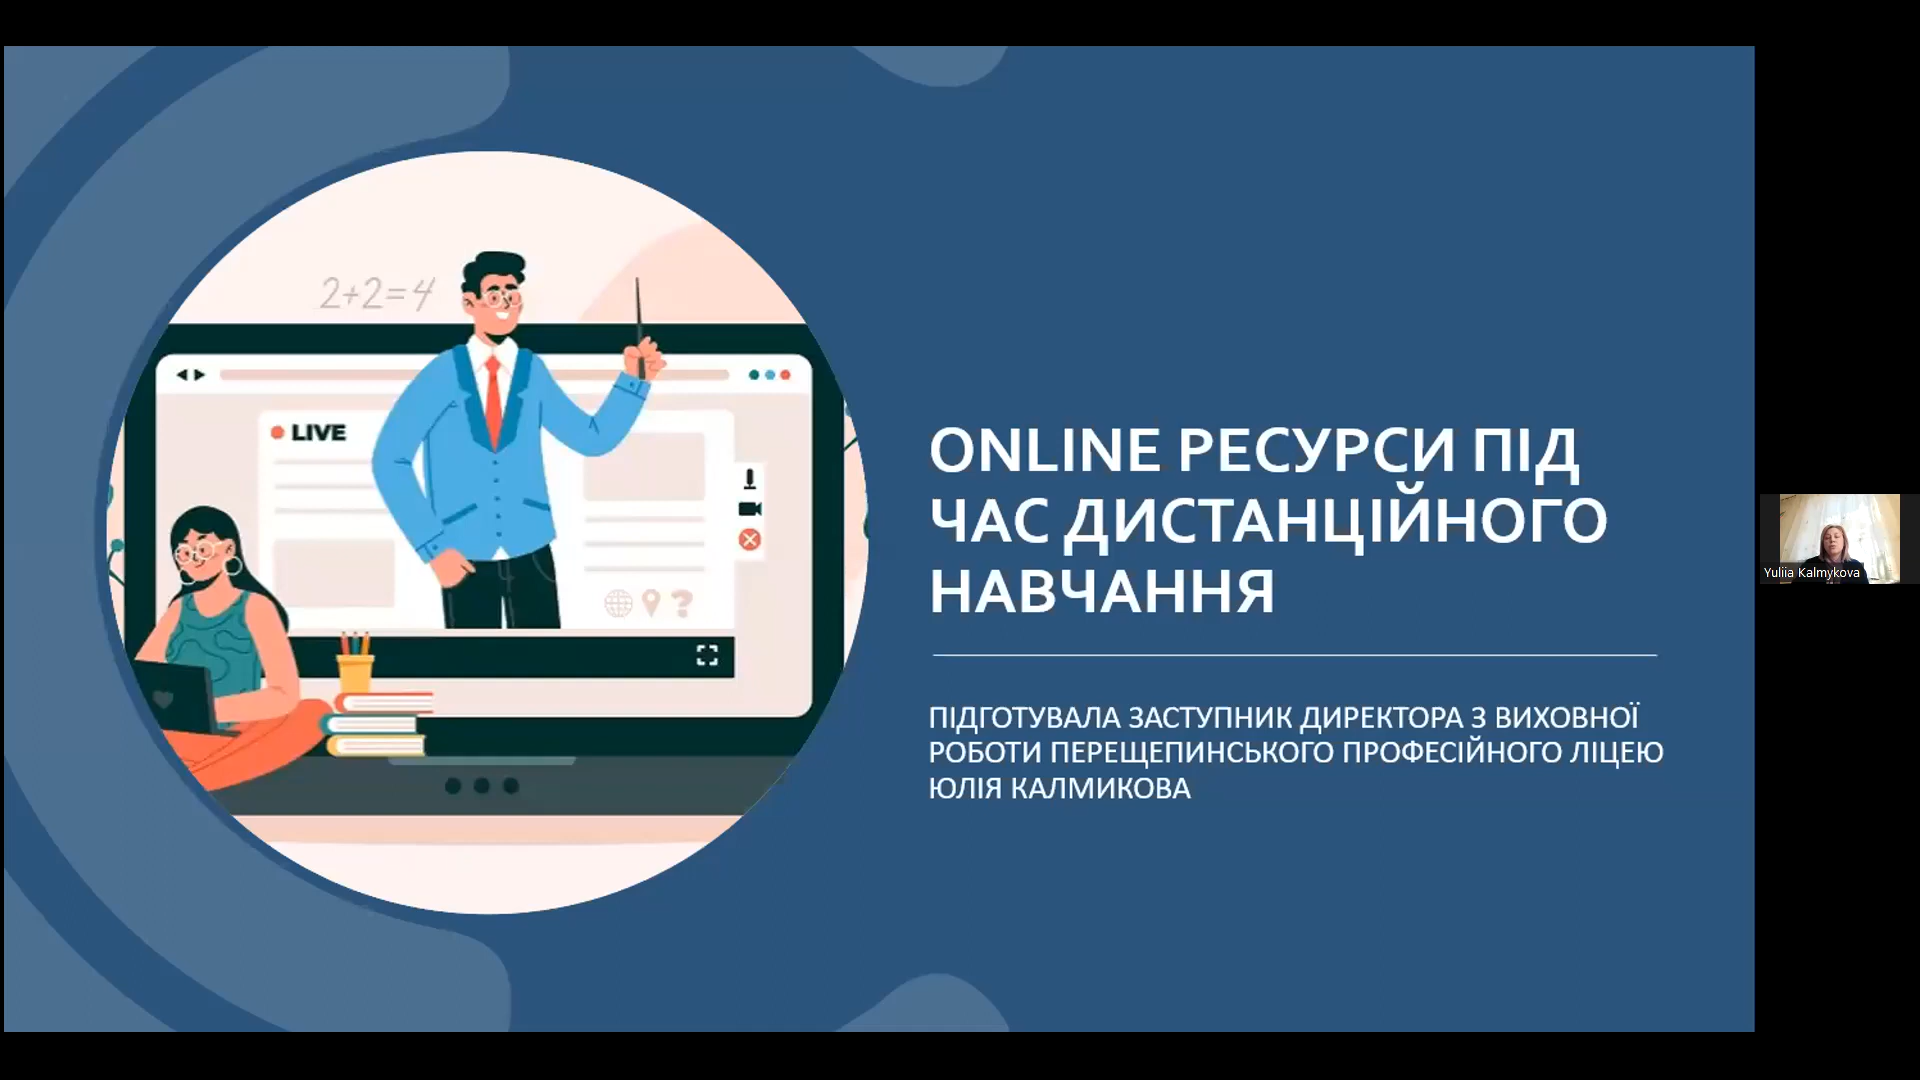 2+2=4
LIVE
?
ONLINE РЕСУРСИ ПІД
ЧАС ДИСТАНЦІЙНОГО
НАВЧАННЯ
ПІДГОТУВАЛА ЗАСТУПНИК ДИРЕКТОРА З ВИХОВНОЇ
РОБОТИ ПЕРЕЩЕПИНСЬКОГО ПРОФЕСІЙНОГО ЛІЦЕЮ
ЮЛІЯ КАЛМИКОВА
Yuliia Kalmykova